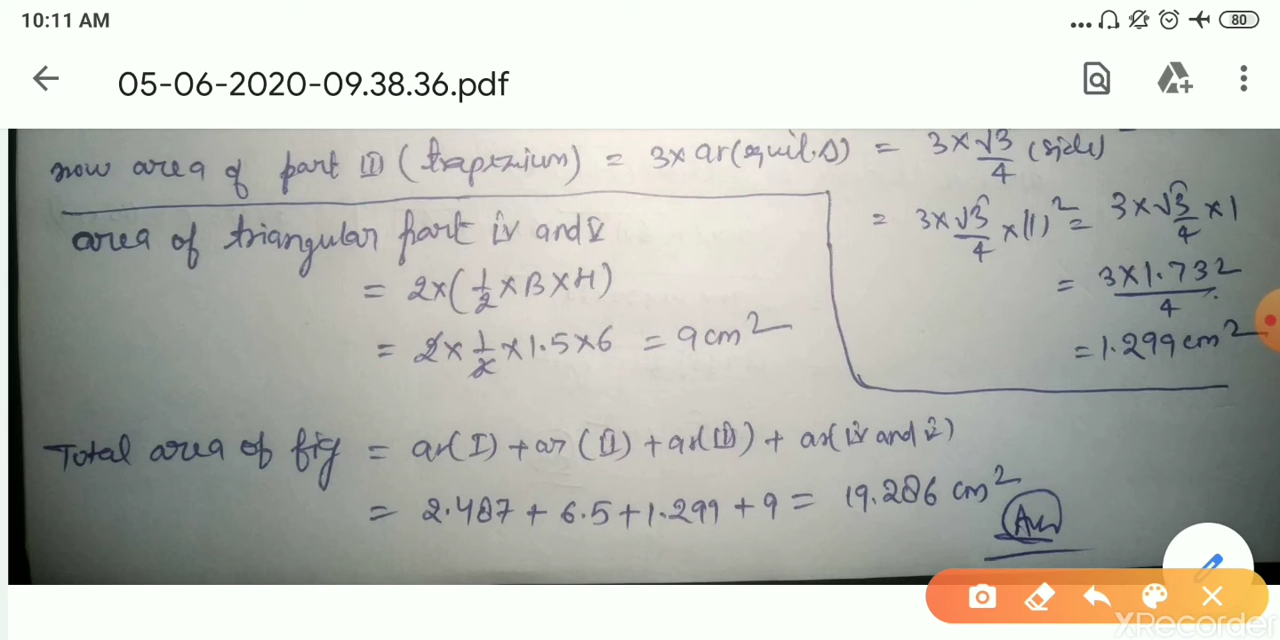 10:11 AM
80
05-06-2020-09.38.36.pdf
now area of part III (trapezium) = 3 x ar(equil. Δ) = 3 × √3/4 (side)²
= 3 × √3/4 × (1)² = 3 × √3/4 × 1
= 3 × 1.732/4
= 1.299 cm²
area of triangular part iv and v
= 2 × (1/2 × B × H)
= 2 × 1/2 × 1.5 × 6 = 9 cm²
Total area of fig = ar(I) + ar(II) + ar(III) + ar(iv and v)
= 2.487 + 6.5 + 1.299 + 9 = 19.286 cm²
Ans
XRecorder